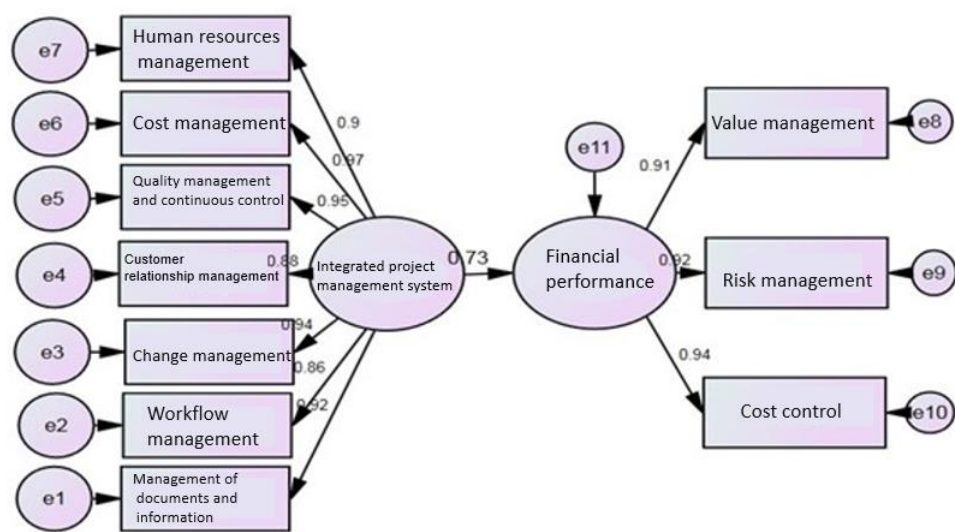 e7
Human resources
management
0.9
e6
Cost management
0.97
e5
Quality management
and continuous control
0.95
e4
Customer
relationship management
0.88
e3
Change management
0.94
e2
Workflow
management
0.86
e1
Management of
documents and
information
0.92
Integrated project
management system
0.73
e11
Financial
performance
0.91
Value management
e8
0.92
Risk management
e9
0.94
Cost control
e10